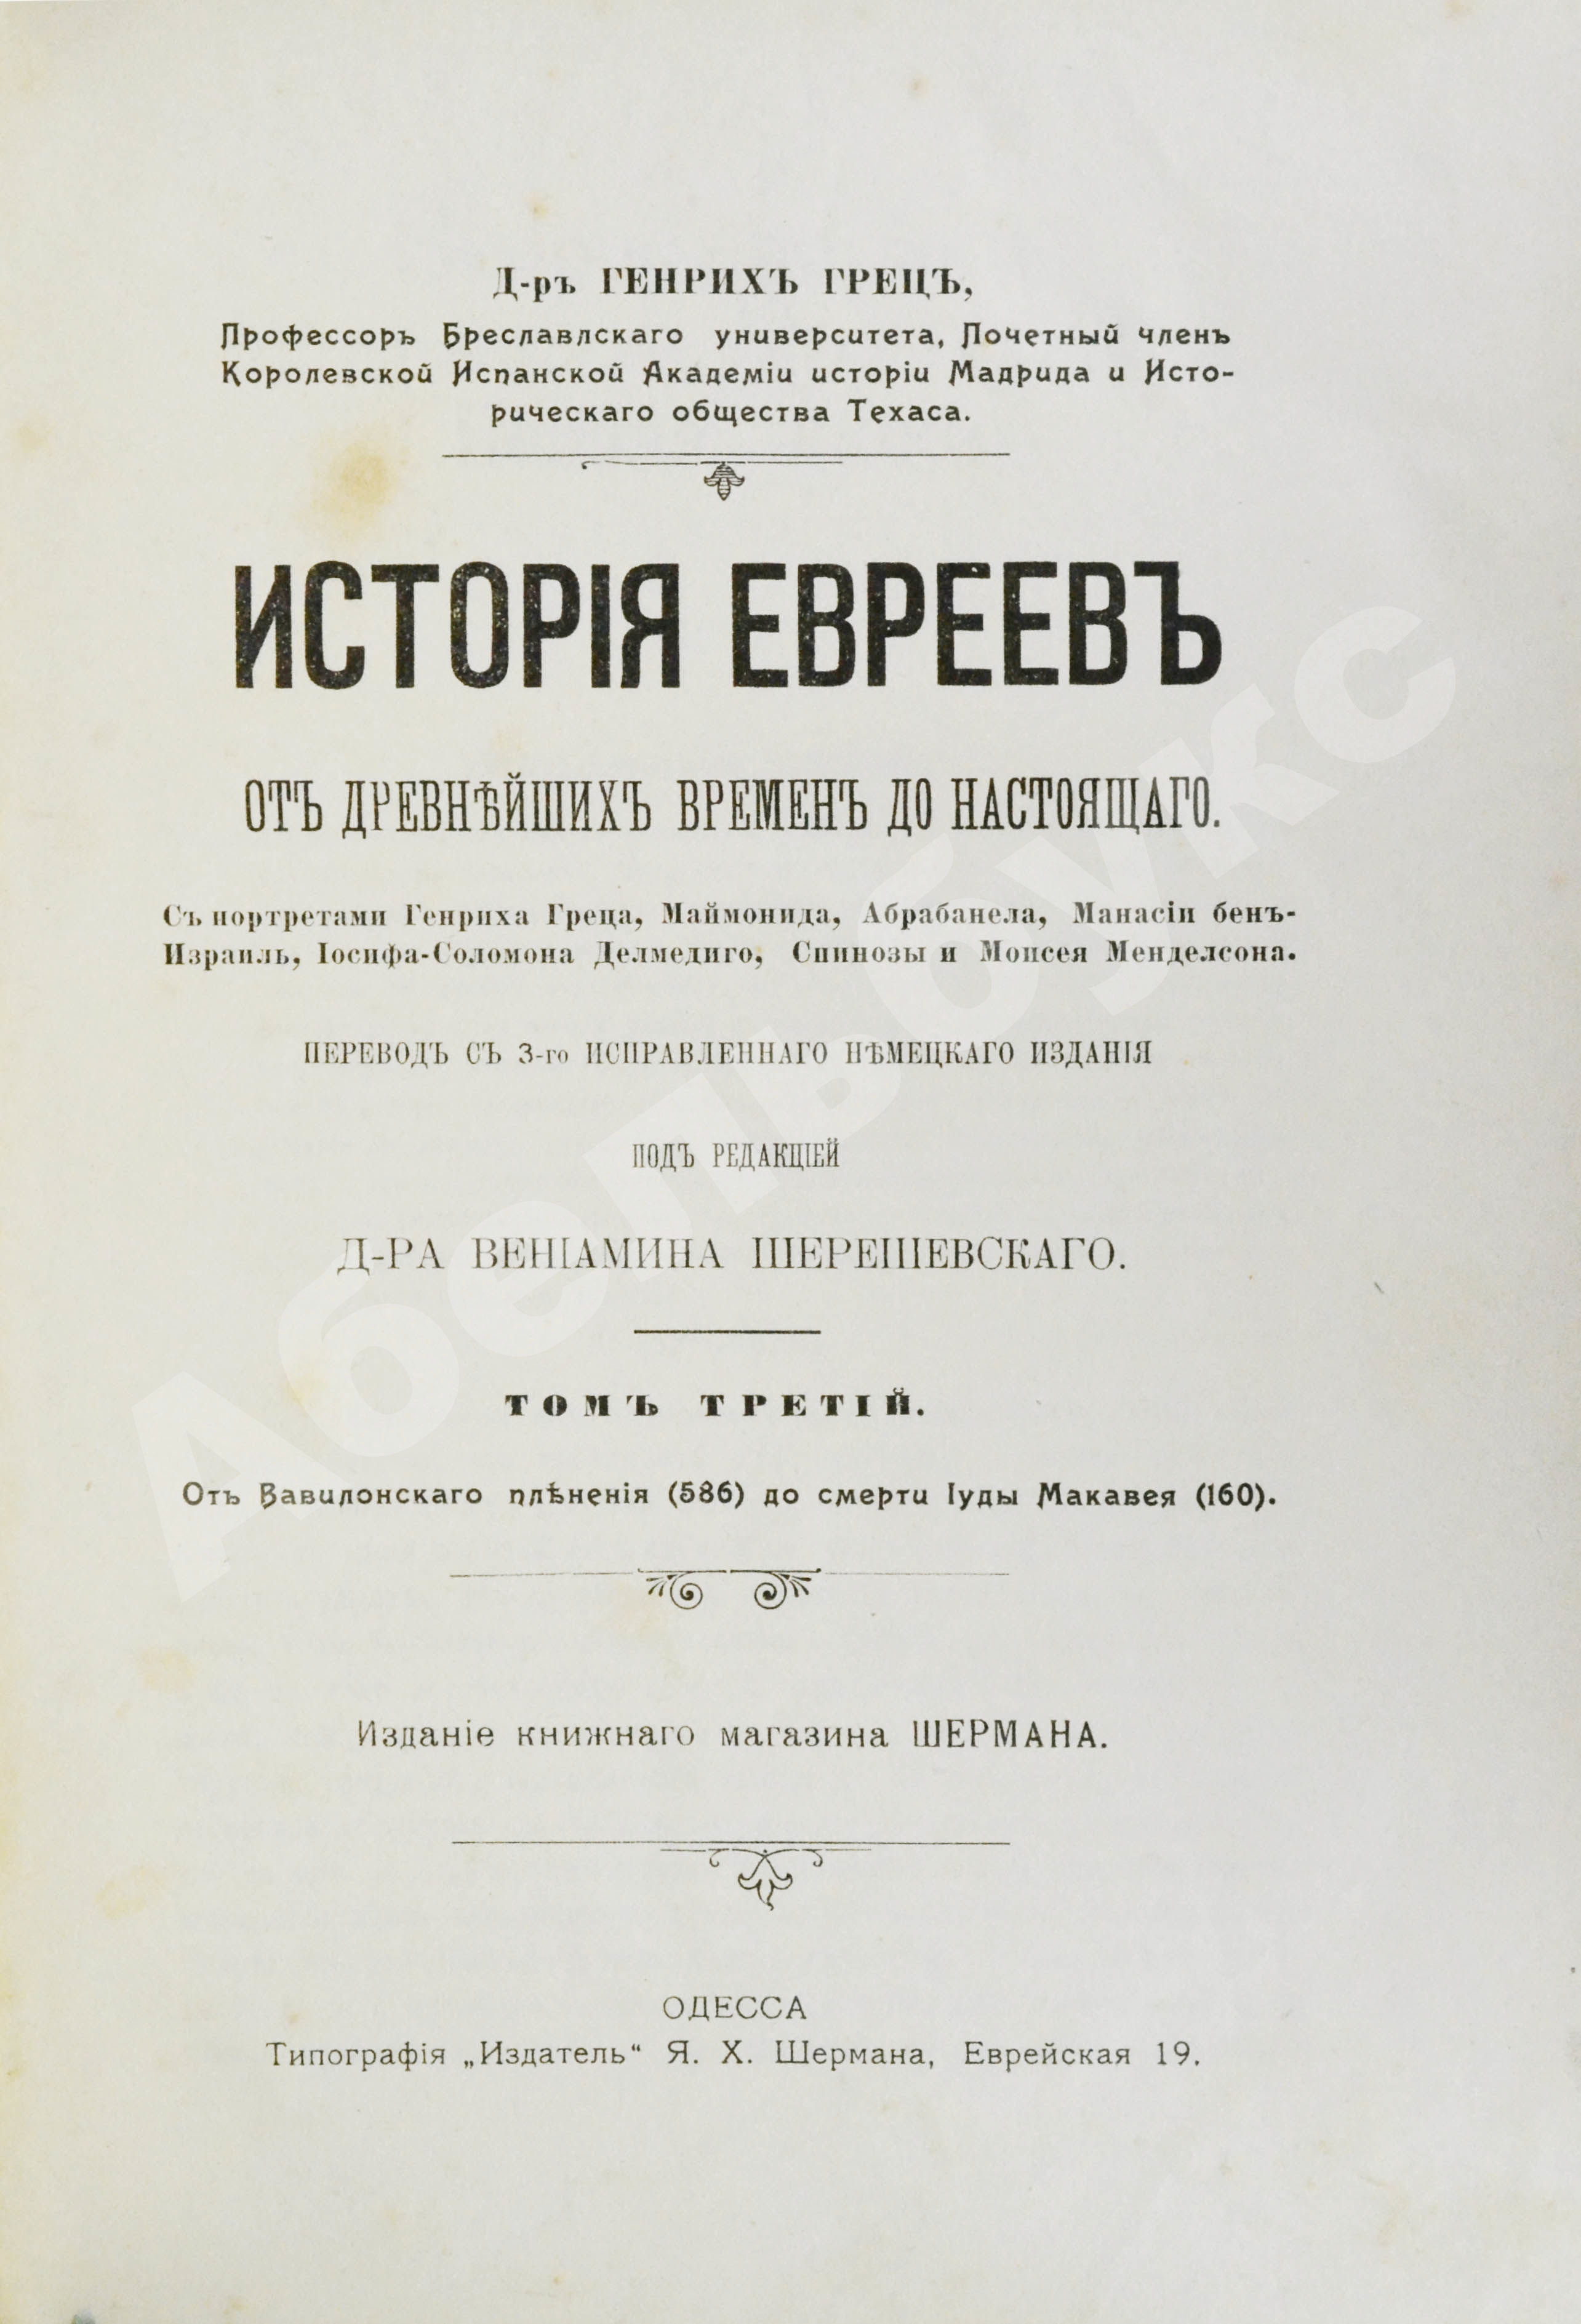 Д-ръ ГЕНРИХЪ ГРЕЦЪ,
Профессоръ Бреславлскаго университета, Почетный членъ
Королевской Испанской Академіи исторіи Мадрида и Исто-
рическаго общества Техаса.
ИСТОРІЯ ЕВРЕЕВЪ
ОТЪ ДРЕВНѢЙШИХЪ ВРЕМЕНЪ ДО НАСТОЯЩАГО.
Съ портретами Генриха Греца, Маймонида, Абрабанела, Манасіи бенъ-
Израиль, Іосифа-Соломона Делмедиго, Спинозы и Моисея Менделсона.
ПЕРЕВОДЪ СЪ 3-го ИСПРАВЛЕННАГО НѢМЕЦКАГО ИЗДАНІЯ
ПОДЪ РЕДАКЦІЕЙ
Д-РА ВЕНІАМИНА ШЕРЕШЕВСКАГО.
ТОМЪ ТРЕТІЙ.
Отъ Вавилонскаго плѣненія (586) до смерти Іуды Макавея (160).
Изданіе книжнаго магазина ШЕРМАНА.
ОДЕССА
Типографія „Издатель“ Я. Х. Шермана, Еврейская 19.
Абельбукс